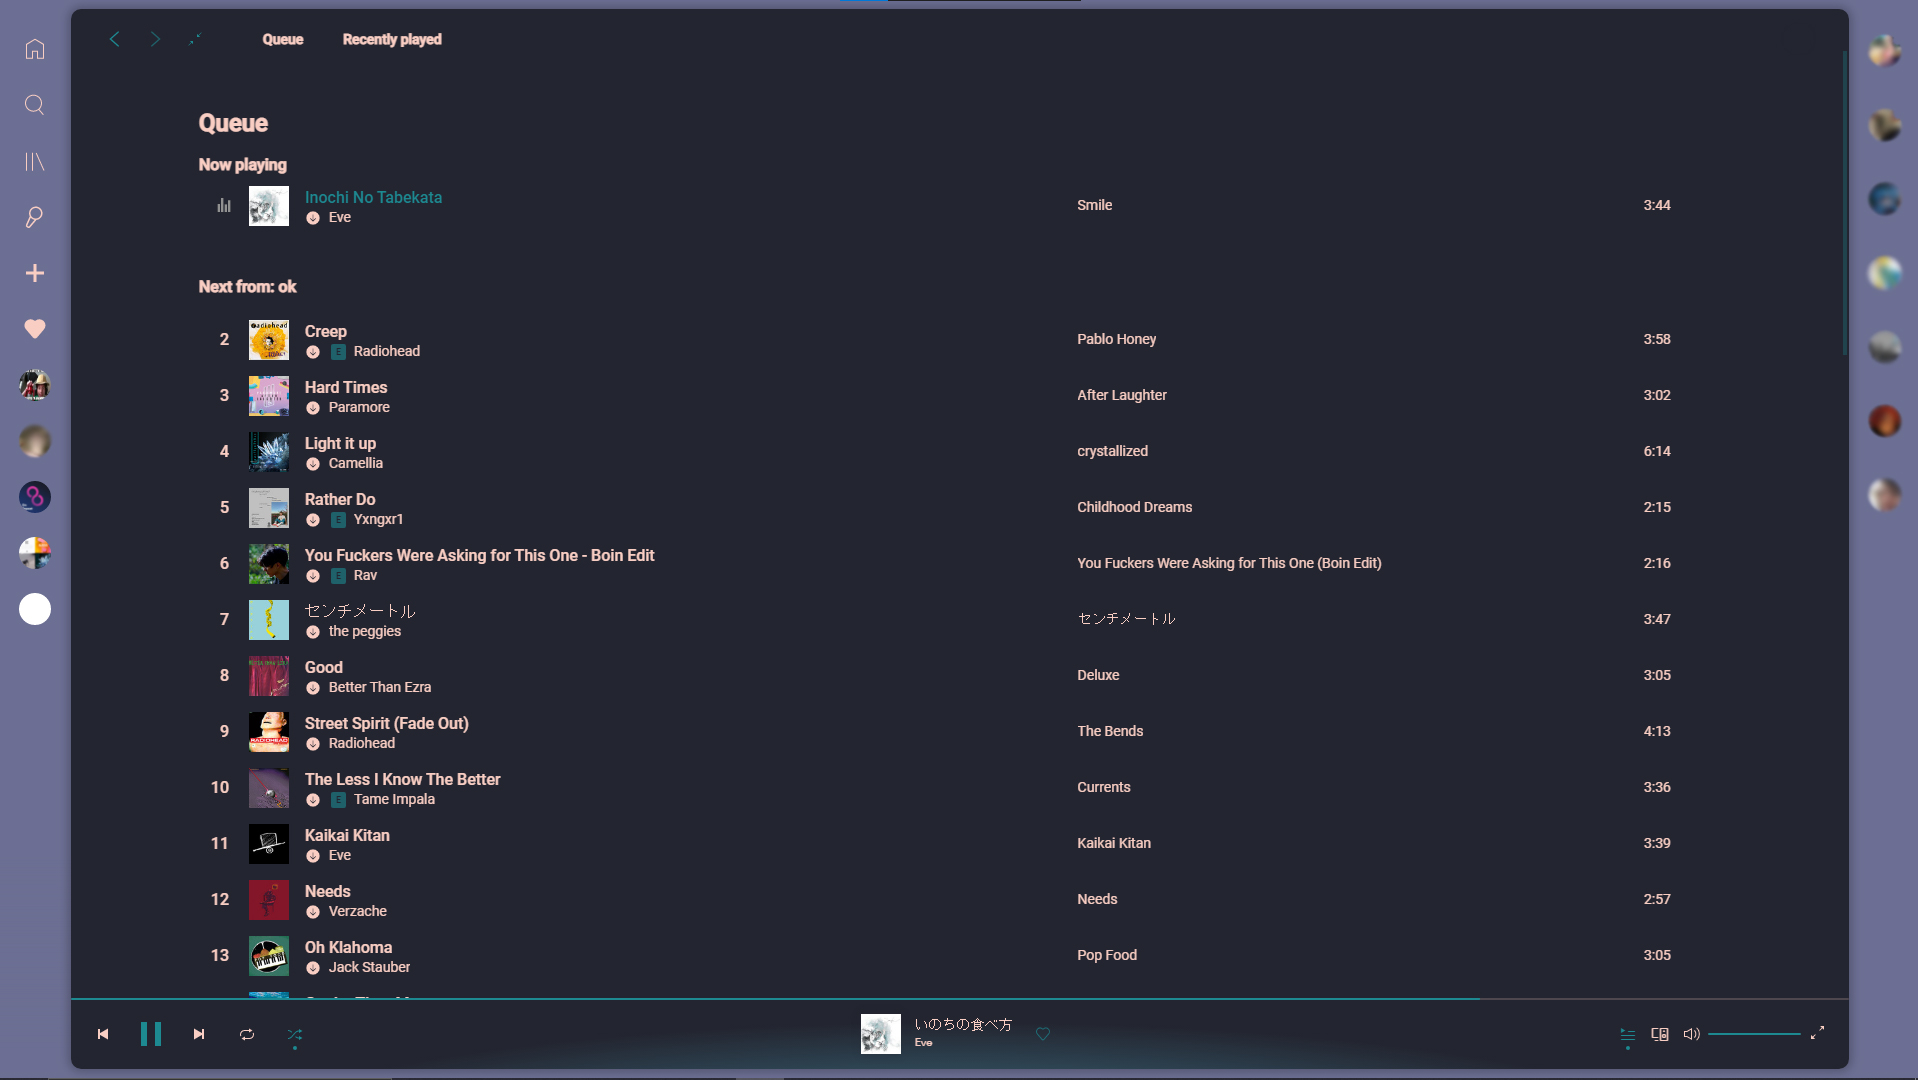 Queue Recently played
Queue
Now playing
Inochi No Tabekata
Eve
Smile
3:44
Next from: ok
2
Creep
E Radiohead
Pablo Honey
3:58
3
Hard Times
Paramore
After Laughter
3:02
4
Light it up
Camellia
crystallized
6:14
5
Rather Do
E Yxngxr1
Childhood Dreams
2:15
6
You Fuckers Were Asking for This One - Boin Edit
E Rav
You Fuckers Were Asking for This One (Boin Edit)
2:16
7
センチメートル
the peggies
センチメートル
3:47
8
Good
Better Than Ezra
Deluxe
3:05
9
Street Spirit (Fade Out)
Radiohead
The Bends
4:13
10
The Less I Know The Better
E Tame Impala
Currents
3:36
11
Kaikai Kitan
Eve
Kaikai Kitan
3:39
12
Needs
Verzache
Needs
2:57
13
Oh Klahoma
Jack Stauber
Pop Food
3:05
いのちの食べ方
Eve